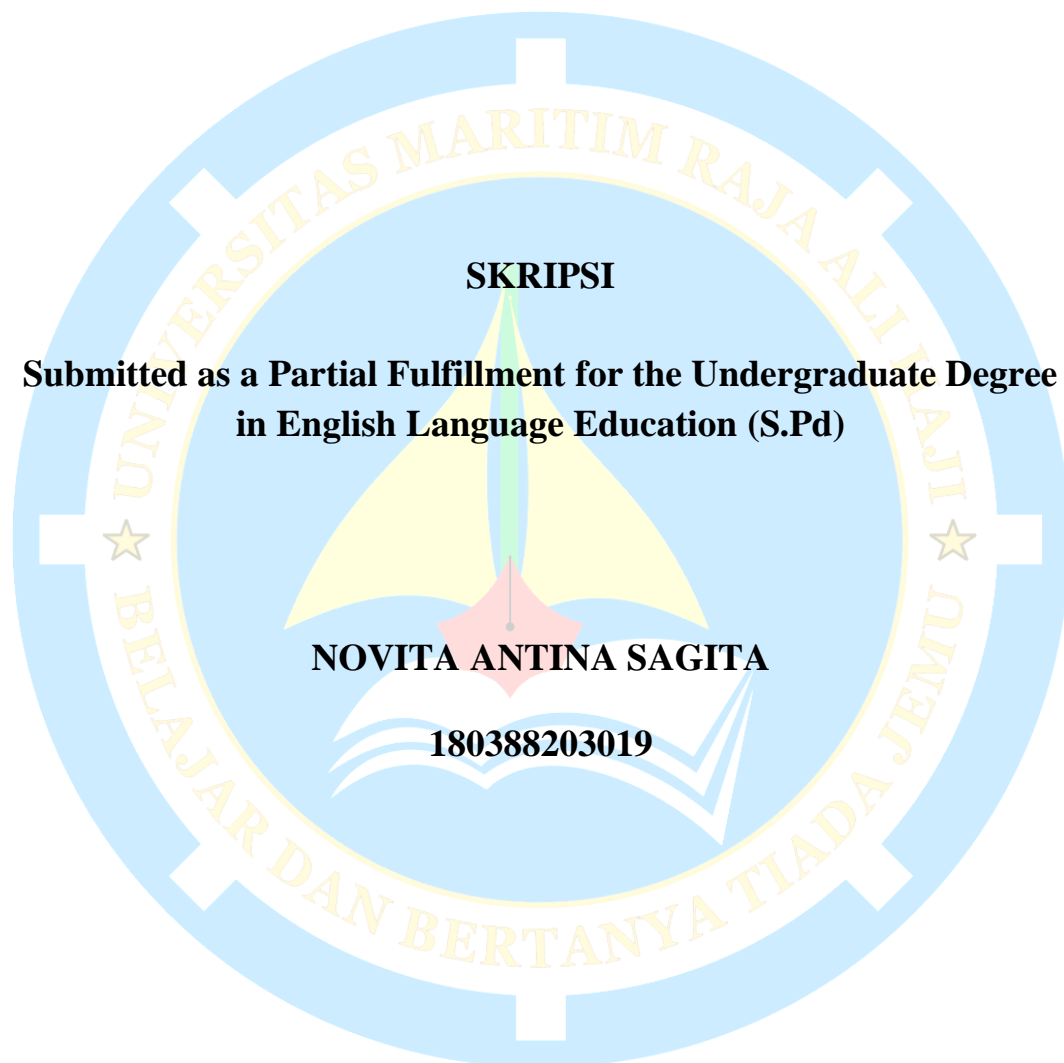 UNIVERSITAS MARITIM RAJA ALI HAJI
SKRIPSI
Submitted as a Partial Fulfillment for the Undergraduate Degree
in English Language Education (S.Pd)
NOVITA ANTINA SAGITA
180388203019
BELAJAR DAN BERTANYA TIADA JEMU